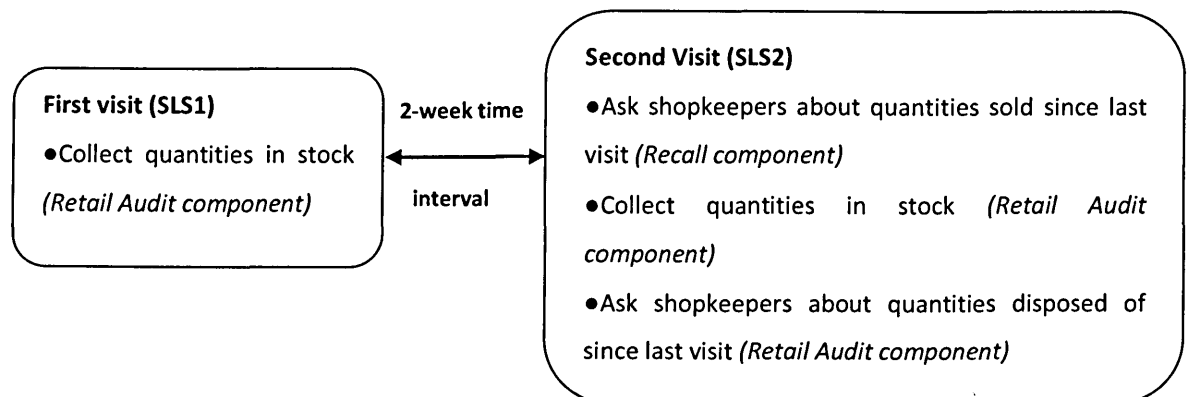 First visit (SLS1)
●Collect quantities in stock
(Retail Audit component)
2-week time
interval
Second Visit (SLS2)
●Ask shopkeepers about quantities sold since last
visit (Recall component)
●Collect quantities in stock (Retail Audit
component)
●Ask shopkeepers about quantities disposed of
since last visit (Retail Audit component)